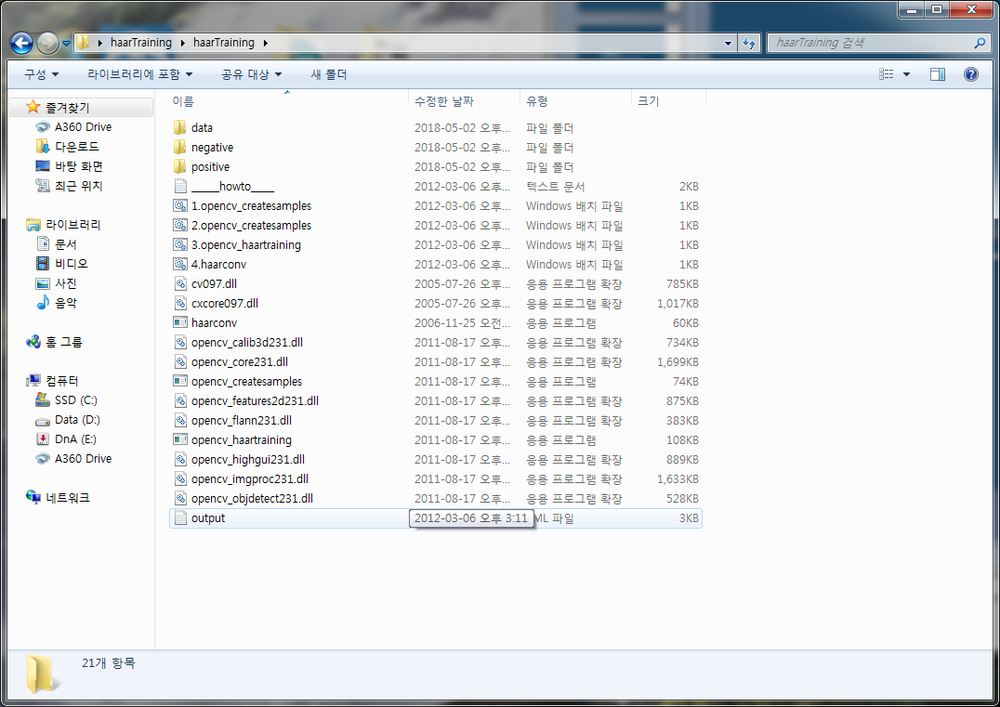 haarTraining haarTraining haarTraining 검색
구성 라이브러리에 포함 공유 대상 새 폴더
즐겨찾기
A360 Drive
다운로드
바탕 화면
최근 위치
라이브러리
문서
비디오
사진
음악
홈 그룹
컴퓨터
SSD (C:)
Data (D:)
DnA (E:)
A360 Drive
네트워크
이름 수정한 날짜 유형 크기
data 2018-05-02 오후... 파일 폴더
negative 2018-05-02 오후... 파일 폴더
positive 2018-05-02 오후... 파일 폴더
_____howto____ 2012-03-06 오후... 텍스트 문서 2KB
1.opencv_createsamples 2012-03-06 오후... Windows 배치 파일 1KB
2.opencv_createsamples 2012-03-06 오후... Windows 배치 파일 1KB
3.opencv_haartraining 2012-03-06 오후... Windows 배치 파일 1KB
4.haarconv 2012-03-06 오후... Windows 배치 파일 1KB
cv097.dll 2005-07-26 오후... 응용 프로그램 확장 785KB
cxcore097.dll 2005-07-26 오후... 응용 프로그램 확장 1,017KB
haarconv 2006-11-25 오전... 응용 프로그램 60KB
opencv_calib3d231.dll 2011-08-17 오후... 응용 프로그램 확장 734KB
opencv_core231.dll 2011-08-17 오후... 응용 프로그램 확장 1,699KB
opencv_createsamples 2011-08-17 오후... 응용 프로그램 74KB
opencv_features2d231.dll 2011-08-17 오후... 응용 프로그램 확장 875KB
opencv_flann231.dll 2011-08-17 오후... 응용 프로그램 확장 383KB
opencv_haartraining 2011-08-17 오후... 응용 프로그램 108KB
opencv_highgui231.dll 2011-08-17 오후... 응용 프로그램 확장 889KB
opencv_imgproc231.dll 2011-08-17 오후... 응용 프로그램 확장 1,633KB
opencv_objdetect231.dll 2011-08-17 오후... 응용 프로그램 확장 528KB
output 2012-03-06 오후 3:11 ML 파일 3KB
21개 항목